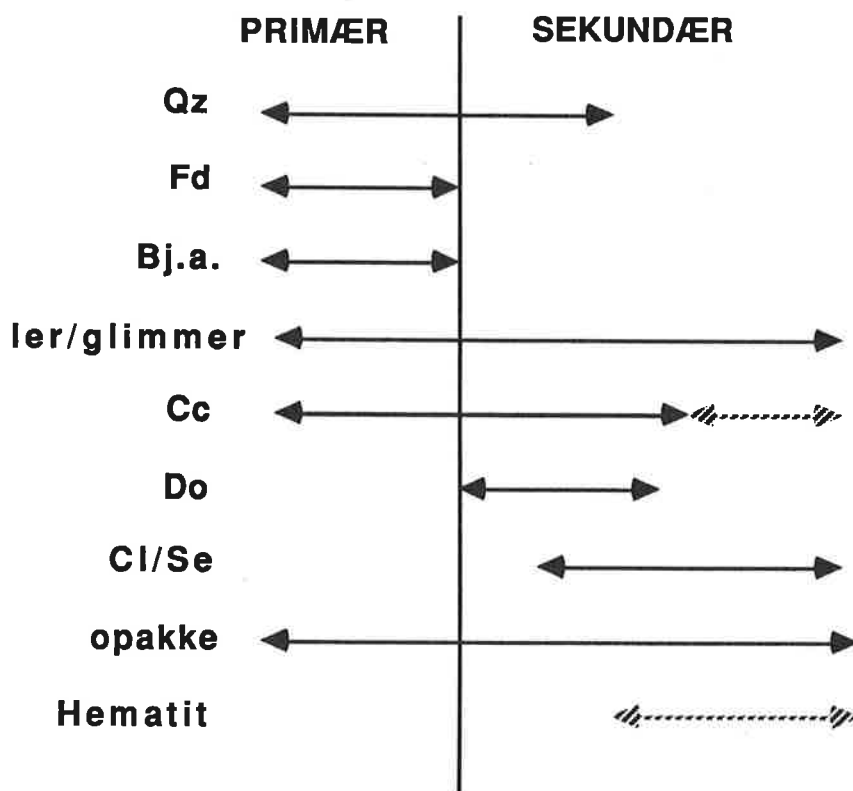 PRIMÆR SEKUNDÆR
Qz
Fd
Bj.a.
ler/glimmer
Cc
Do
Cl/Se
opakke
Hematit